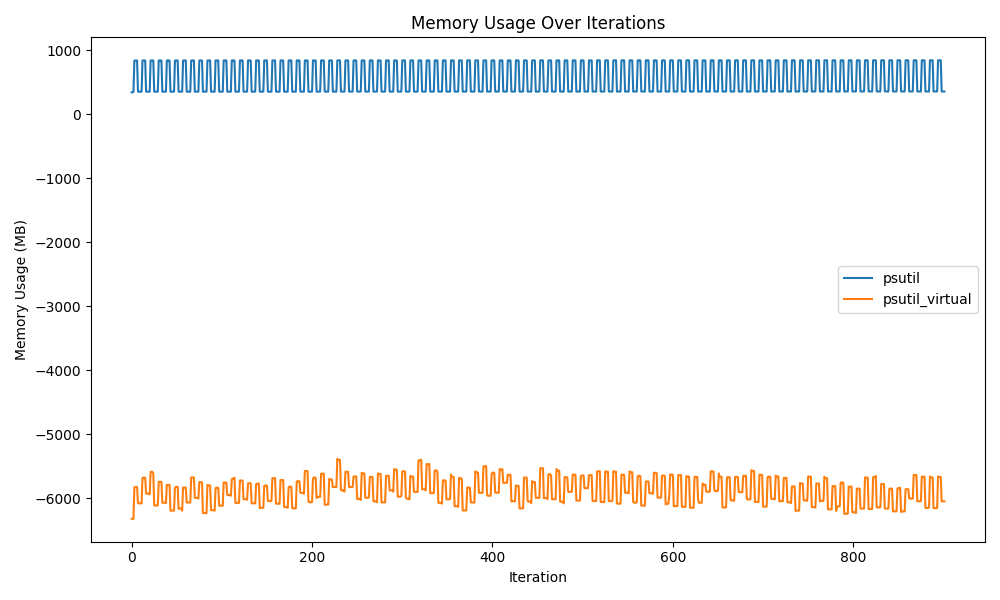 Memory Usage Over Iterations
1000
0
−1000
−2000
−3000
−4000
−5000
−6000
Memory Usage (MB)
psutil
psutil_virtual
0
200
400
600
800
Iteration